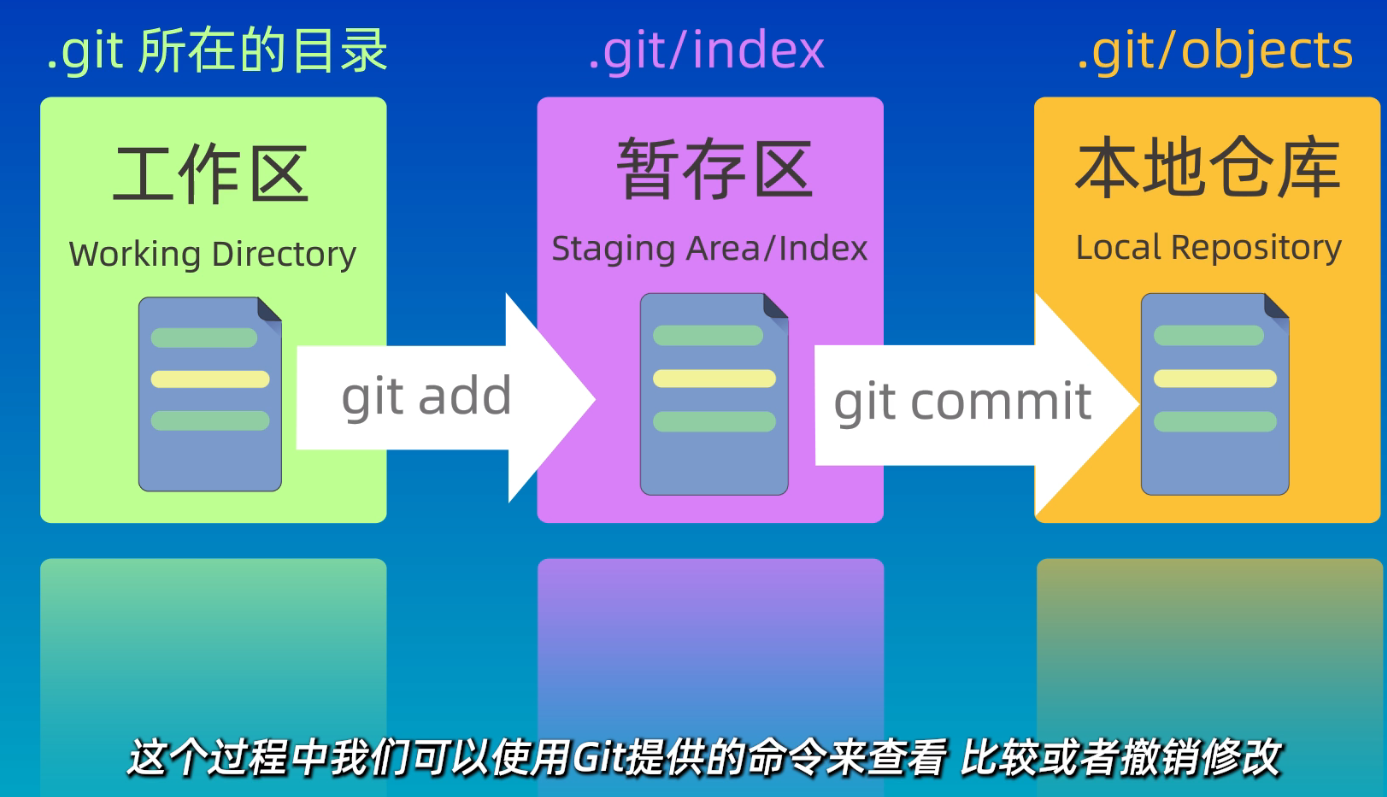 .git 所在的目录
.git/index
.git/objects
工作区
暂存区
本地仓库
Working Directory
Staging Area/Index
Local Repository
git add
git commit
这个过程中我们可以使用Git提供的命令来查看 比较或者撤销修改